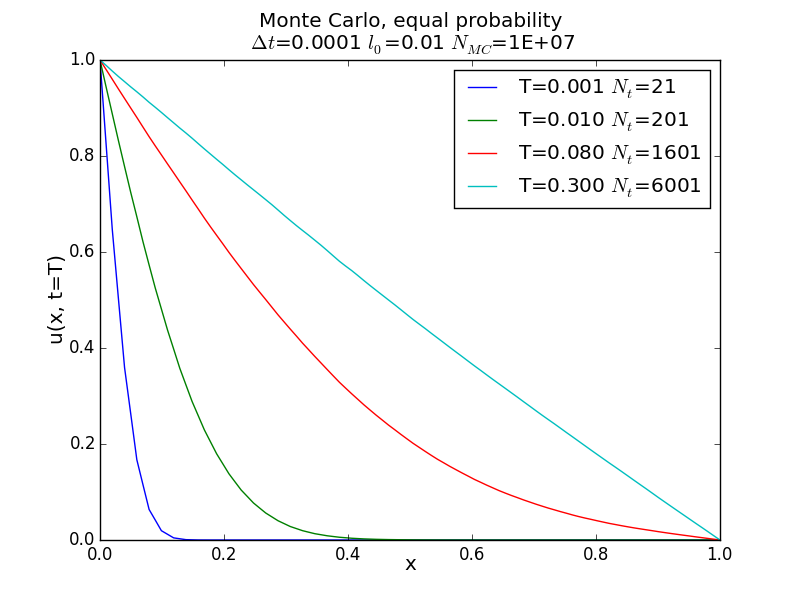 Monte Carlo, equal probability
Δt=0.0001 l₀=0.01 N_MC=1E+07
1.0
0.8
0.6
0.4
0.2
0.0
u(x, t=T)
T=0.001 Nₜ=21
T=0.010 Nₜ=201
T=0.080 Nₜ=1601
T=0.300 Nₜ=6001
0.0 0.2 0.4 0.6 0.8 1.0
x